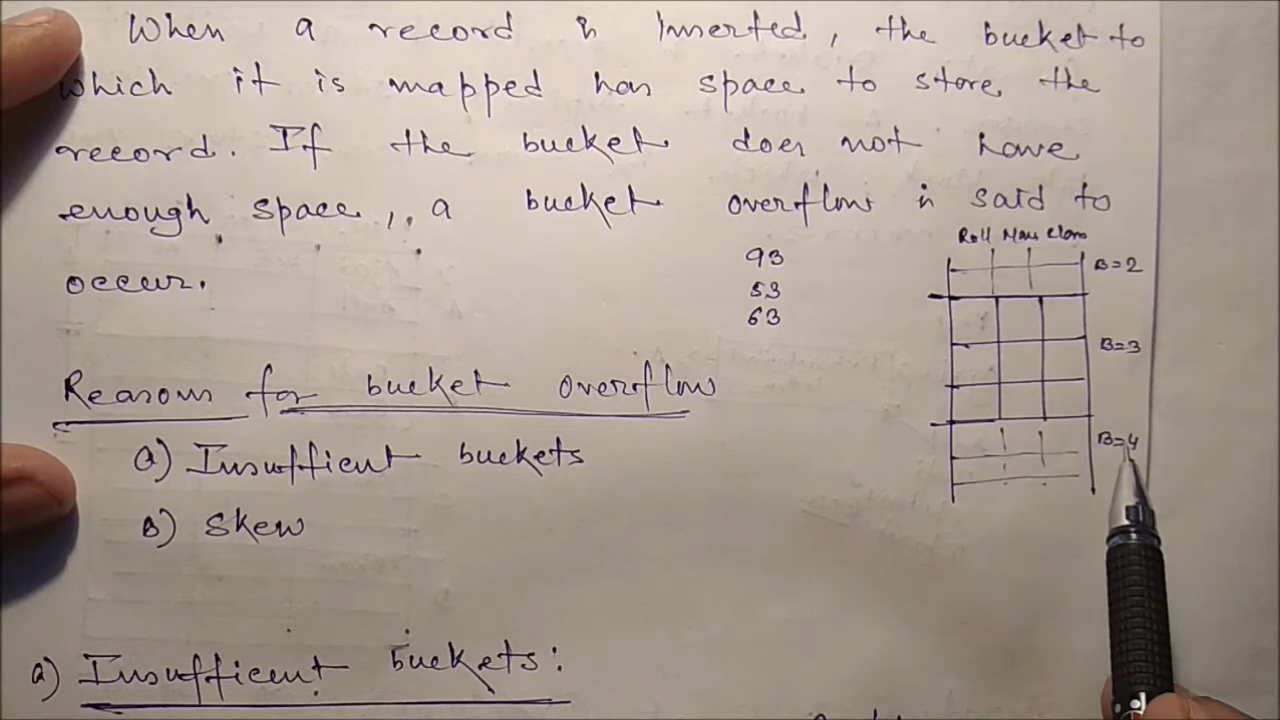 When a record is Inserted, the bucket to
which it is mapped has space to store the
record. If the bucket does not have
enough space, a bucket overflow is said to
occur.
93
53
63
Roll Class
B=2
B=3
B=4
Reasons for bucket overflow
a) Insufficient buckets
b) Skew
a) Insufficient buckets: